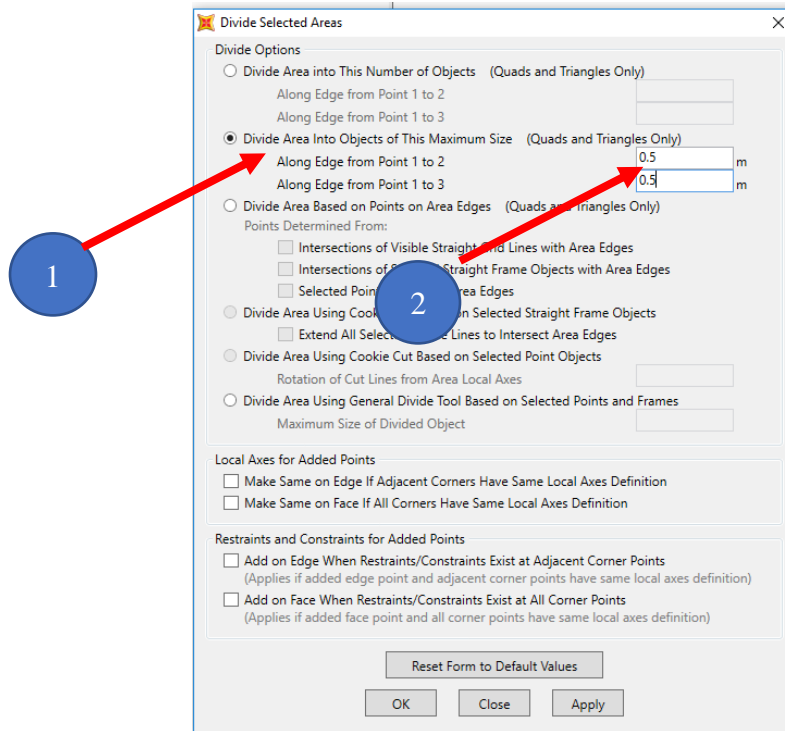 Divide Selected Areas
Divide Options
Divide Area into This Number of Objects (Quads and Triangles Only)
Along Edge from Point 1 to 2
Along Edge from Point 1 to 3
Divide Area Into Objects of This Maximum Size (Quads and Triangles Only)
Along Edge from Point 1 to 2 0.5 m
Along Edge from Point 1 to 3 0.5 m
Divide Area Based on Points on Area Edges (Quads and Triangles Only)
Points Determined From:
Intersections of Visible Straight Grid Lines with Area Edges
1
Intersections of Straight Frame Objects with Area Edges
2
Selected Area Edges
Divide Area Using on Selected Straight Frame Objects
Extend All Lines to Intersect Area Edges
Divide Area Using Cookie Cut Based on Selected Point Objects
Rotation of Cut Lines from Area Local Axes
Divide Area Using General Divide Tool Based on Selected Points and Frames
Maximum Size of Divided Object
Local Axes for Added Points
Make Same on Edge If Adjacent Corners Have Same Local Axes Definition
Make Same on Face If All Corners Have Same Local Axes Definition
Restraints and Constraints for Added Points
Add on Edge When Restraints/Constraints Exist at Adjacent Corner Points
(Applies if added edge point and adjacent corner points have same local axes definition)
Add on Face When Restraints/Constraints Exist at All Corner Points
(Applies if added face point and all corner points have same local axes definition)
Reset Form to Default Values
OK Close Apply